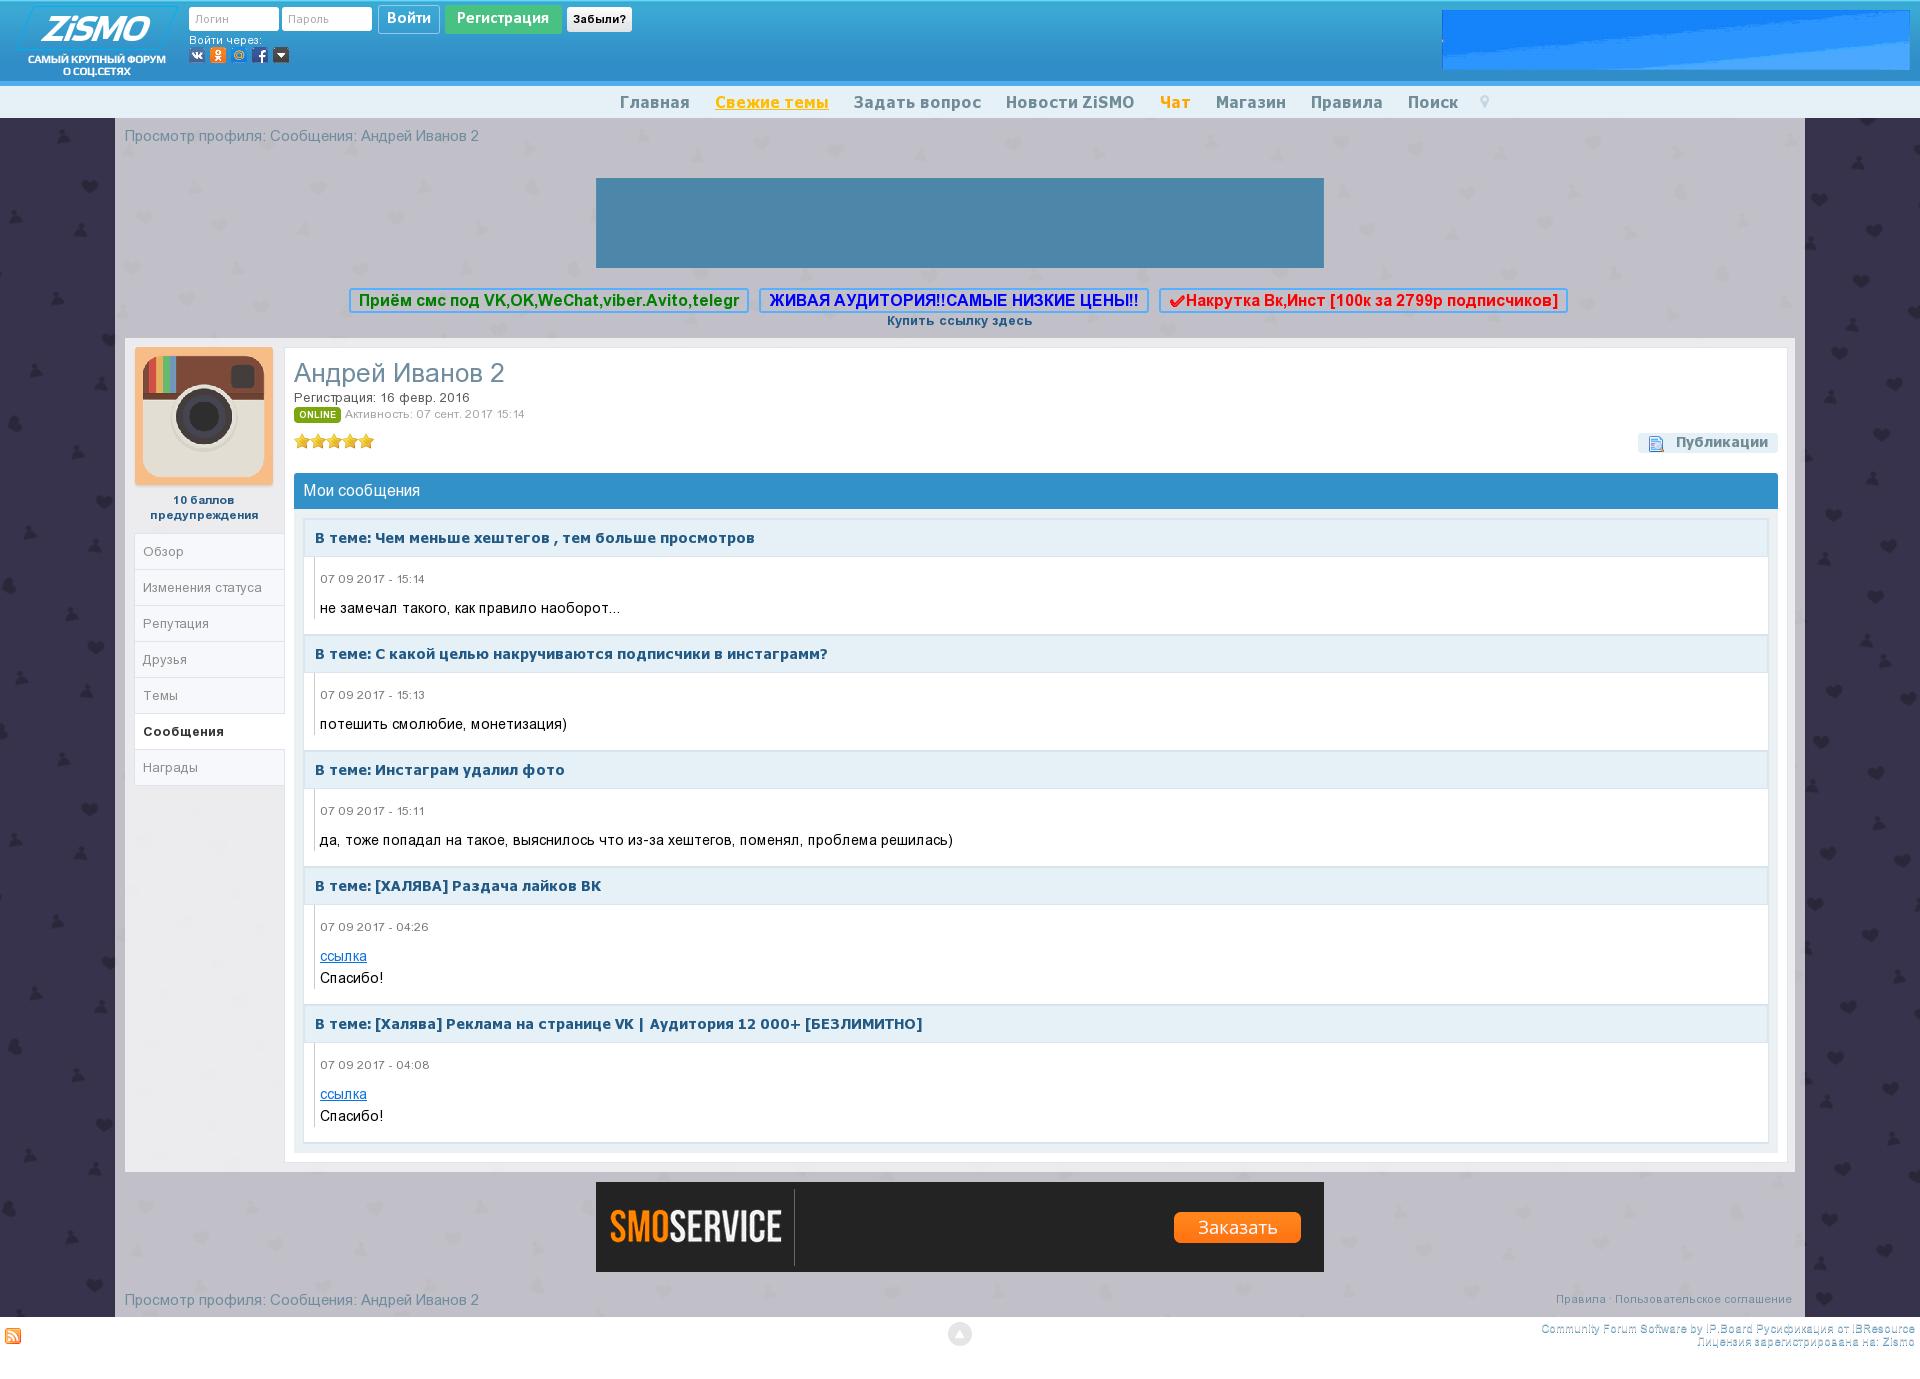 ZiSMO
САМЫЙ КРУПНЫЙ ФОРУМ
О СОЦ.СЕТЯХ
Логин
Пароль
Войти
Регистрация
Забыли?
Войти через:
Главная
Свежие темы
Задать вопрос
Новости ZiSMO
Чат
Магазин
Правила
Поиск
Просмотр профиля: Сообщения: Андрей Иванов 2
Приём смс под VK,OK,WeChat,viber.Avito,telegr
ЖИВАЯ АУДИТОРИЯ!!САМЫЕ НИЗКИЕ ЦЕНЫ!!
✔Накрутка Вк,Инст [100к за 2799р подписчиков]
Купить ссылку здесь
10 баллов
предупреждения
Обзор
Изменения статуса
Репутация
Друзья
Темы
Сообщения
Награды
Андрей Иванов 2
Регистрация: 16 февр. 2016
ONLINE Активность: 07 сент. 2017 15:14
Публикации
Мои сообщения
В теме: Чем меньше хештегов , тем больше просмотров
07 09 2017 - 15:14
не замечал такого, как правило наоборот...
В теме: С какой целью накручиваются подписчики в инстаграмм?
07 09 2017 - 15:13
потешить смолюбие, монетизация)
В теме: Инстаграм удалил фото
07 09 2017 - 15:11
да, тоже попадал на такое, выяснилось что из-за хештегов, поменял, проблема решилась)
В теме: [ХАЛЯВА] Раздача лайков ВК
07 09 2017 - 04:26
ссылка
Спасибо!
В теме: [Халява] Реклама на странице VK | Аудитория 12 000+ [БЕЗЛИМИТНО]
07 09 2017 - 04:08
ссылка
Спасибо!
SMOSERVICE
Заказать
Просмотр профиля: Сообщения: Андрей Иванов 2
Правила · Пользовательское соглашение
Community Forum Software by IP.Board Русификация от IBResource
Лицензия зарегистрирована на: Zismo